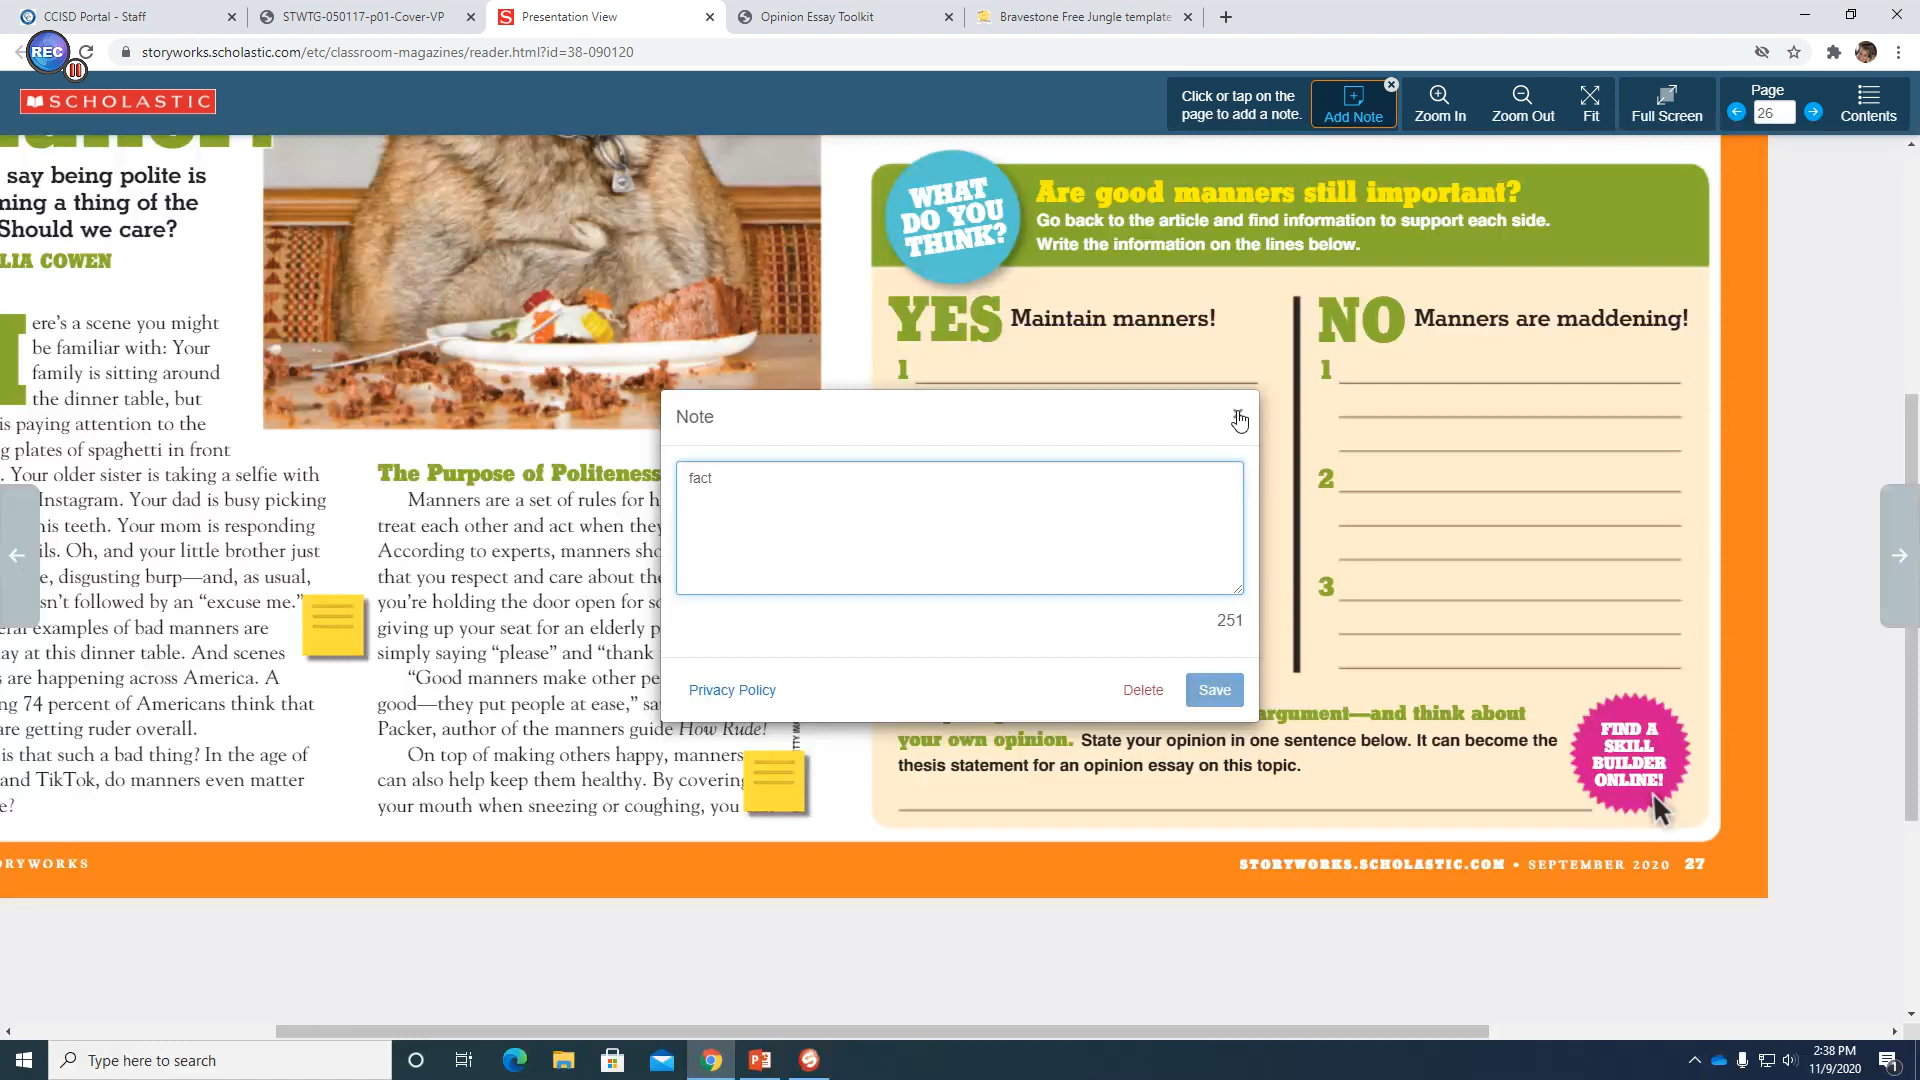 CCISD Portal - Staff
STWTG-050117-p01-Cover-VP
Presentation View
Opinion Essay Toolkit
Bravestone Free Jungle template
REC
storyworks.scholastic.com/etc/classroom-magazines/reader.html?id=38-090120
SCHOLASTIC
Click or tap on the
page to add a note.
Add Note
Zoom In
Zoom Out
Fit
Full Screen
Page
26
Contents
say being polite is
ming a thing of the
Should we care?
LIA COWEN
ere's a scene you might
be familiar with: Your
family is sitting around
the dinner table, but
is paying attention to the
g plates of spaghetti in front
. Your older sister is taking a selfie with
Instagram. Your dad is busy picking
his teeth. Your mom is responding
ils. Oh, and your little brother just
e, disgusting burp—and, as usual,
sn't followed by an “excuse me.”
eral examples of bad manners are
ay at this dinner table. And scenes
s are happening across America. A
ng 74 percent of Americans think that
are getting ruder overall.
is that such a bad thing? In the age of
and TikTok, do manners even matter
e?
ORYWORKS
The Purpose of Politeness
Manners are a set of rules for h
treat each other and act when they
According to experts, manners sho
that you respect and care about the
you're holding the door open for so
giving up your seat for an elderly p
simply saying “please” and “thank
“Good manners make other pe
good—they put people at ease,” sa
Packer, author of the manners guide How Rude!
On top of making others happy, manners
can also help keep them healthy. By covering
your mouth when sneezing or coughing, you
WHAT
DO YOU
THINK?
Are good manners still important?
Go back to the article and find information to support each side.
Write the information on the lines below.
YES Maintain manners!
1
NO Manners are maddening!
1
2
3
Note
fact
251
Privacy Policy
Delete
Save
argument—and think about
your own opinion. State your opinion in one sentence below. It can become the
thesis statement for an opinion essay on this topic.
FIND A
SKILL
BUILDER
ONLINE!
STORYWORKS.SCHOLASTIC.COM • SEPTEMBER 2020 27
Type here to search
2:38 PM
11/9/2020
1